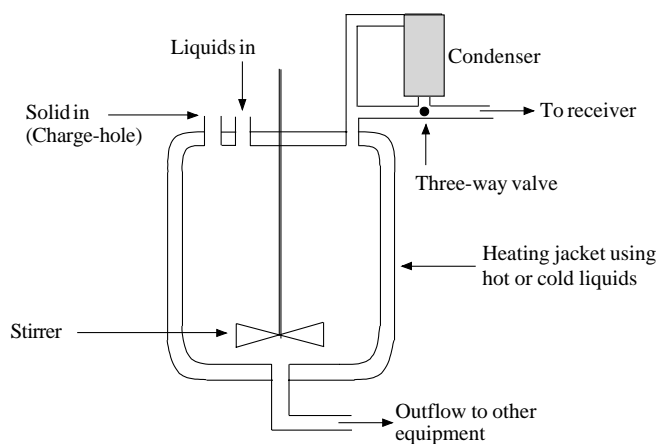 Liquids in
Condenser
Solid in
(Charge-hole)
To receiver
Three-way valve
Heating jacket using
hot or cold liquids
Stirrer
Outflow to other
equipment